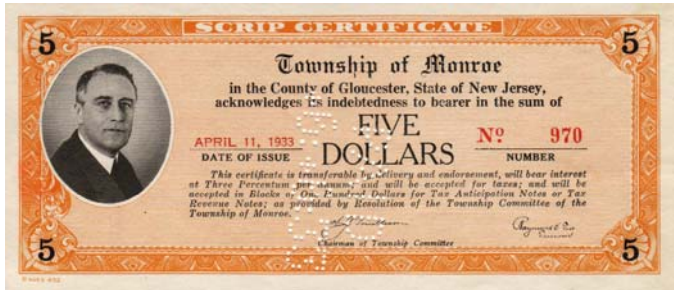 SCRIP CERTIFICATE
5 5
Township of Monroe
in the County of Gloucester, State of New Jersey,
acknowledges its indebtedness to bearer in the sum of
FIVE
APRIL 11, 1933 DOLLARS Nº 970
DATE OF ISSUE NUMBER
This certificate is transferable by delivery and endorsement, will bear interest
at Three Percentum per annum; and will be accepted for taxes; and will be
accepted in Blocks of One Hundred Dollars for Tax Anticipation Notes or Tax
Revenue Notes; as provided by Resolution of the Township Committee of the
Township of Monroe.
Chairman of Township Committee
5 5